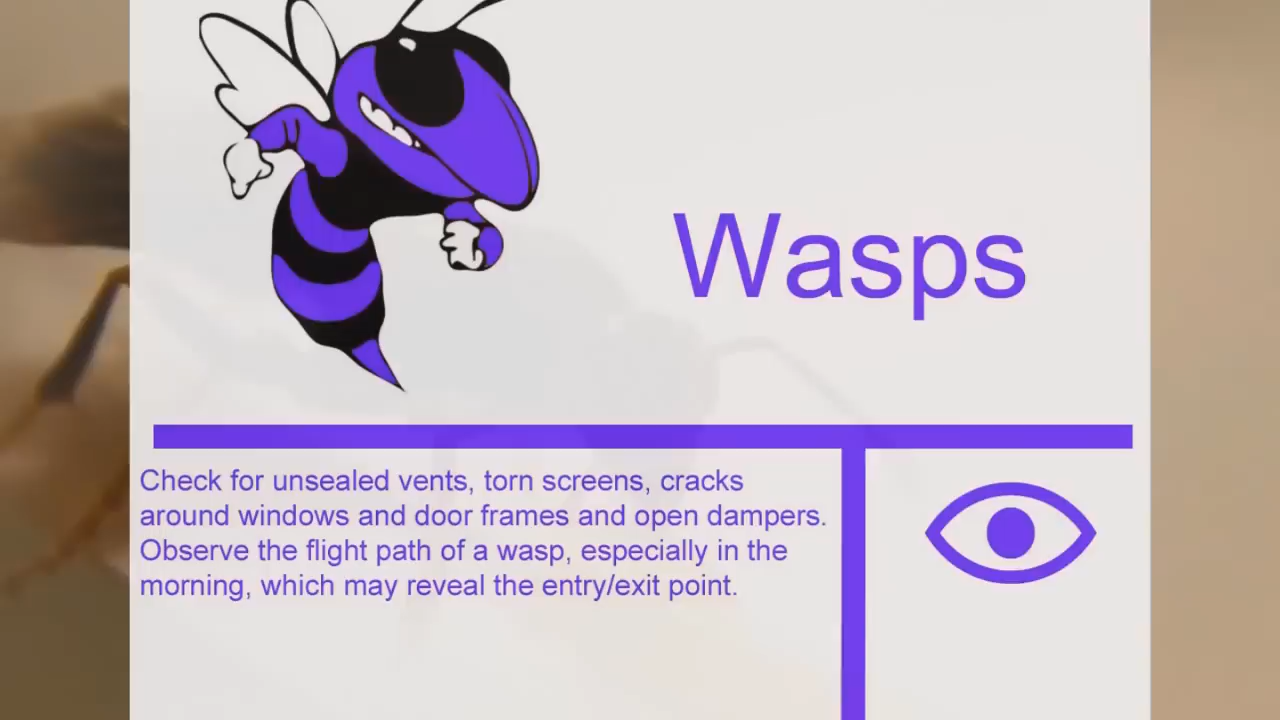 Wasps
Check for unsealed vents, torn screens, cracks
around windows and door frames and open dampers.
Observe the flight path of a wasp, especially in the
morning, which may reveal the entry/exit point.